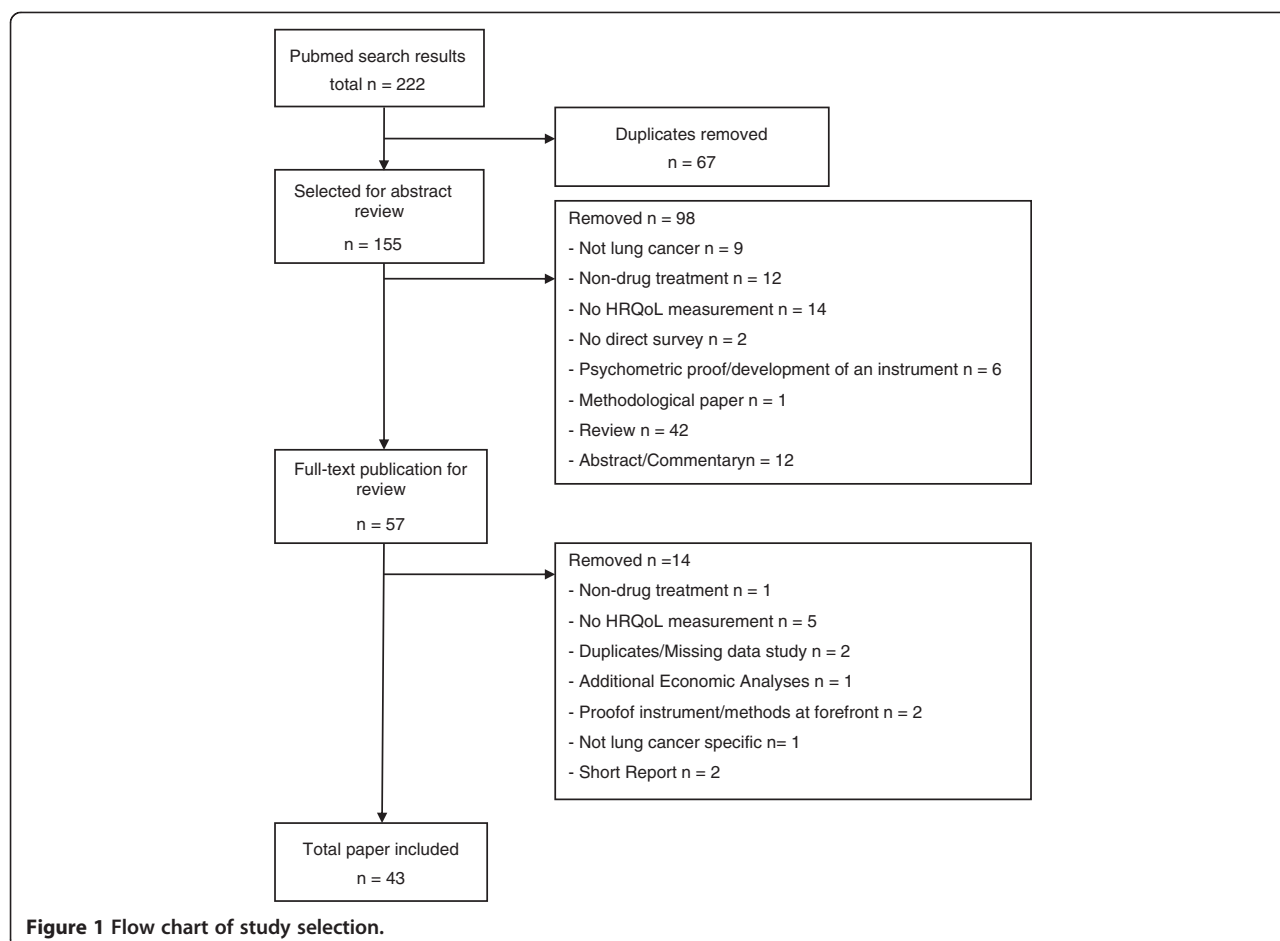 Pubmed search results
total n = 222
Duplicates removed
n = 67
Selected for abstract
review
n = 155
Removed n = 98
- Not lung cancer n = 9
- Non-drug treatment n = 12
- No HRQoL measurement n = 14
- No direct survey n = 2
- Psychometric proof/development of an instrument n = 6
- Methodological paper n = 1
- Review n = 42
- Abstract/Commentaryn = 12
Full-text publication for
review
n = 57
Removed n =14
- Non-drug treatment n = 1
- No HRQoL measurement n = 5
- Duplicates/Missing data study n = 2
- Additional Economic Analyses n = 1
- Proofof instrument/methods at forefront n = 2
- Not lung cancer specific n= 1
- Short Report n = 2
Total paper included
n = 43
Figure 1 Flow chart of study selection.